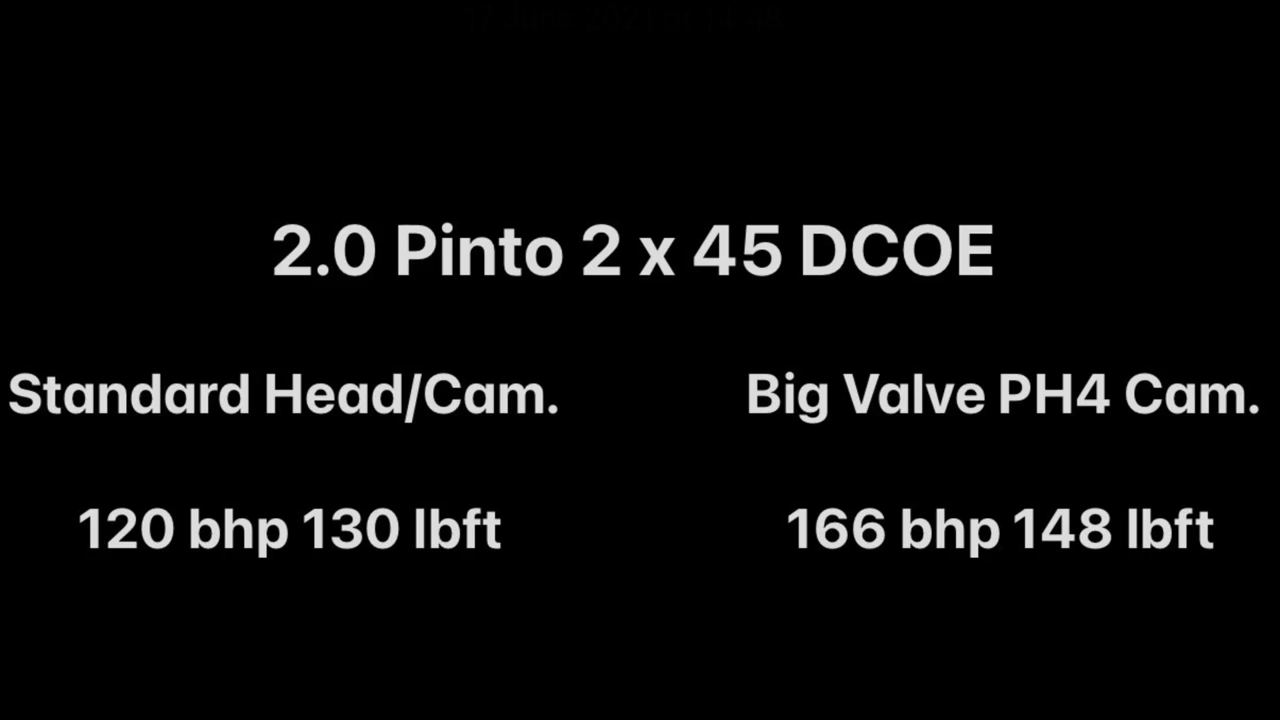 2.0 Pinto 2 x 45 DCOE
Standard Head/Cam.
Big Valve PH4 Cam.
120 bhp 130 lbft
166 bhp 148 lbft